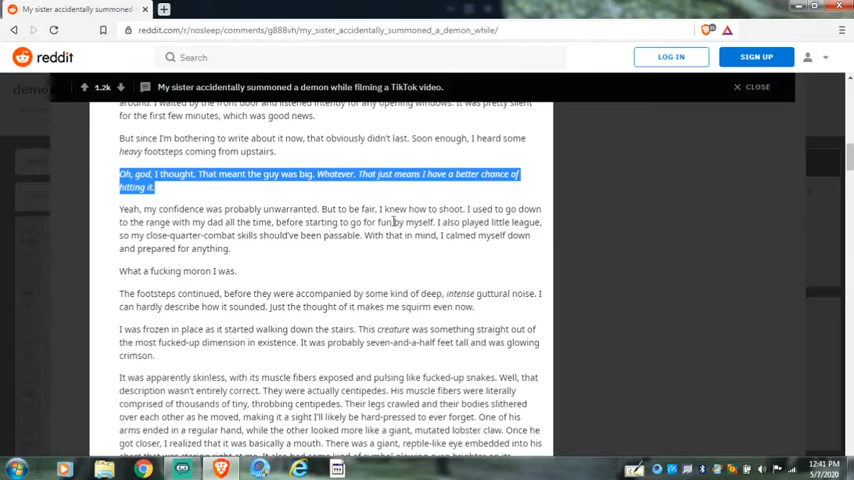 My sister accidentally summoned a de
reddit.com/r/nosleep/comments/g888vh/my_sister_accidentally_summoned_a_demon_while/
reddit
Search
LOG IN
SIGN UP
1.2k
My sister accidentally summoned a demon while filming a TikTok video.
CLOSE
around. I waited by the front door and listened intently for any opening windows. It was pretty silent
for the first few minutes, which was good news.
But since I'm bothering to write about it now, that obviously didn't last. Soon enough, I heard some
heavy footsteps coming from upstairs.
Oh, god, I thought. That meant the guy was big. Whatever. That just means I have a better chance of
hitting it.
Yeah, my confidence was probably unwarranted. But to be fair, I knew how to shoot. I used to go down
to the range with my dad all the time, before starting to go for fun by myself. I also played little league,
so my close-quarter-combat skills should've been passable. With that in mind, I calmed myself down
and prepared for anything.
What a fucking moron I was.
The footsteps continued, before they were accompanied by some kind of deep, intense guttural noise. I
can hardly describe how it sounded. Just the thought of it makes me squirm even now.
I was frozen in place as it started walking down the stairs. This creature was something straight out of
the most fucked-up dimension in existence. It was probably seven-and-a-half feet tall and was glowing
crimson.
It was apparently skinless, with its muscle fibers exposed and pulsing like fucked-up snakes. Well, that
description wasn't entirely correct. They were actually centipedes. His muscle fibers were literally
comprised of thousands of tiny, throbbing centipedes. Their legs crawled and their bodies slithered
over each other as he moved, making it a sight I'll likely be hard-pressed to ever forget. One of his
arms ended in a regular hand, while the other looked more like a giant, mutated lobster claw. Once he
got closer, I realized that it was basically a mouth. There was a giant, reptile-like eye embedded into his
12:41 PM
5/7/2020